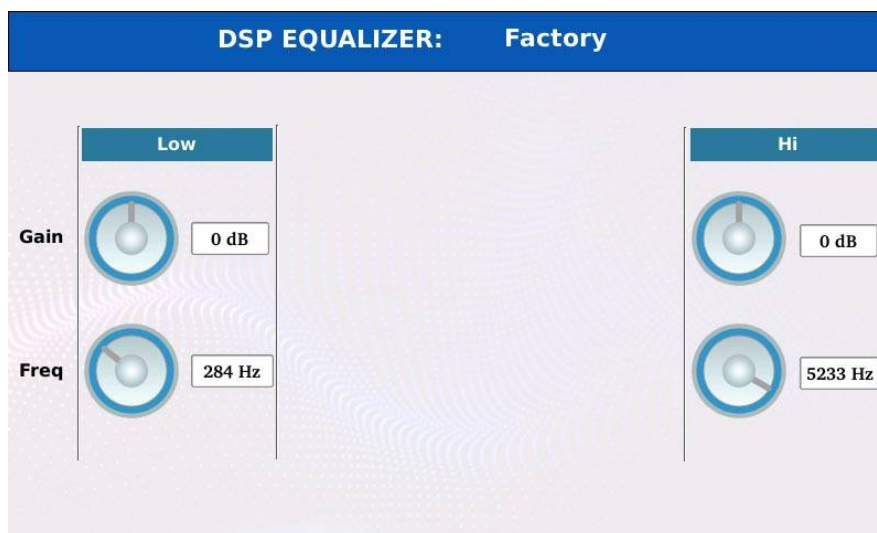 DSP EQUALIZER: Factory
Low Hi
Gain 0 dB 0 dB
Freq 284 Hz 5233 Hz